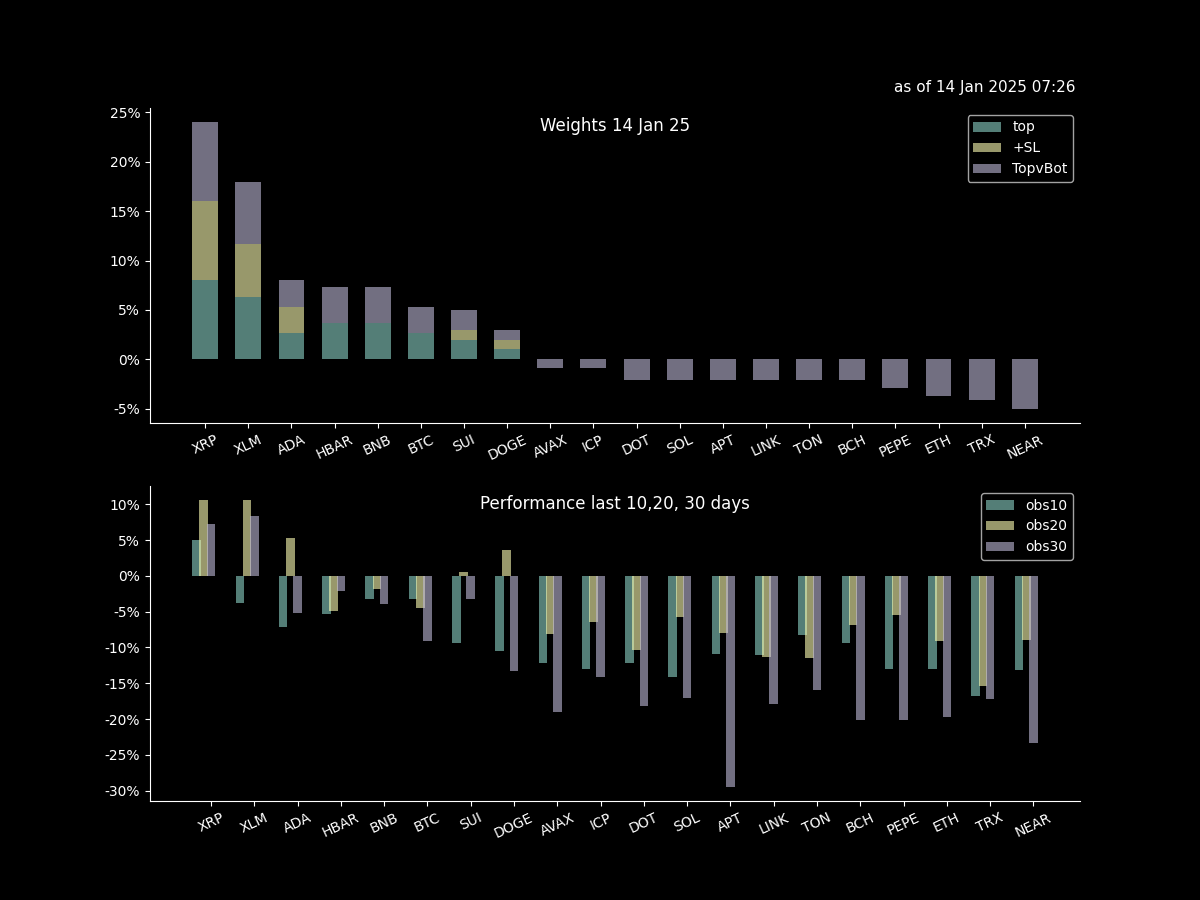 as of 14 Jan 2025 07:26
Weights 14 Jan 25
top
+SL
TopvBot
25%
20%
15%
10%
5%
0%
-5%
XRP XLM ADA HBAR BNB BTC SUI DOGE AVAX ICP DOT SOL APT LINK TON BCH PEPE ETH TRX NEAR
Performance last 10,20, 30 days
obs10
obs20
obs30
10%
5%
0%
-5%
-10%
-15%
-20%
-25%
-30%
XRP XLM ADA HBAR BNB BTC SUI DOGE AVAX ICP DOT SOL APT LINK TON BCH PEPE ETH TRX NEAR